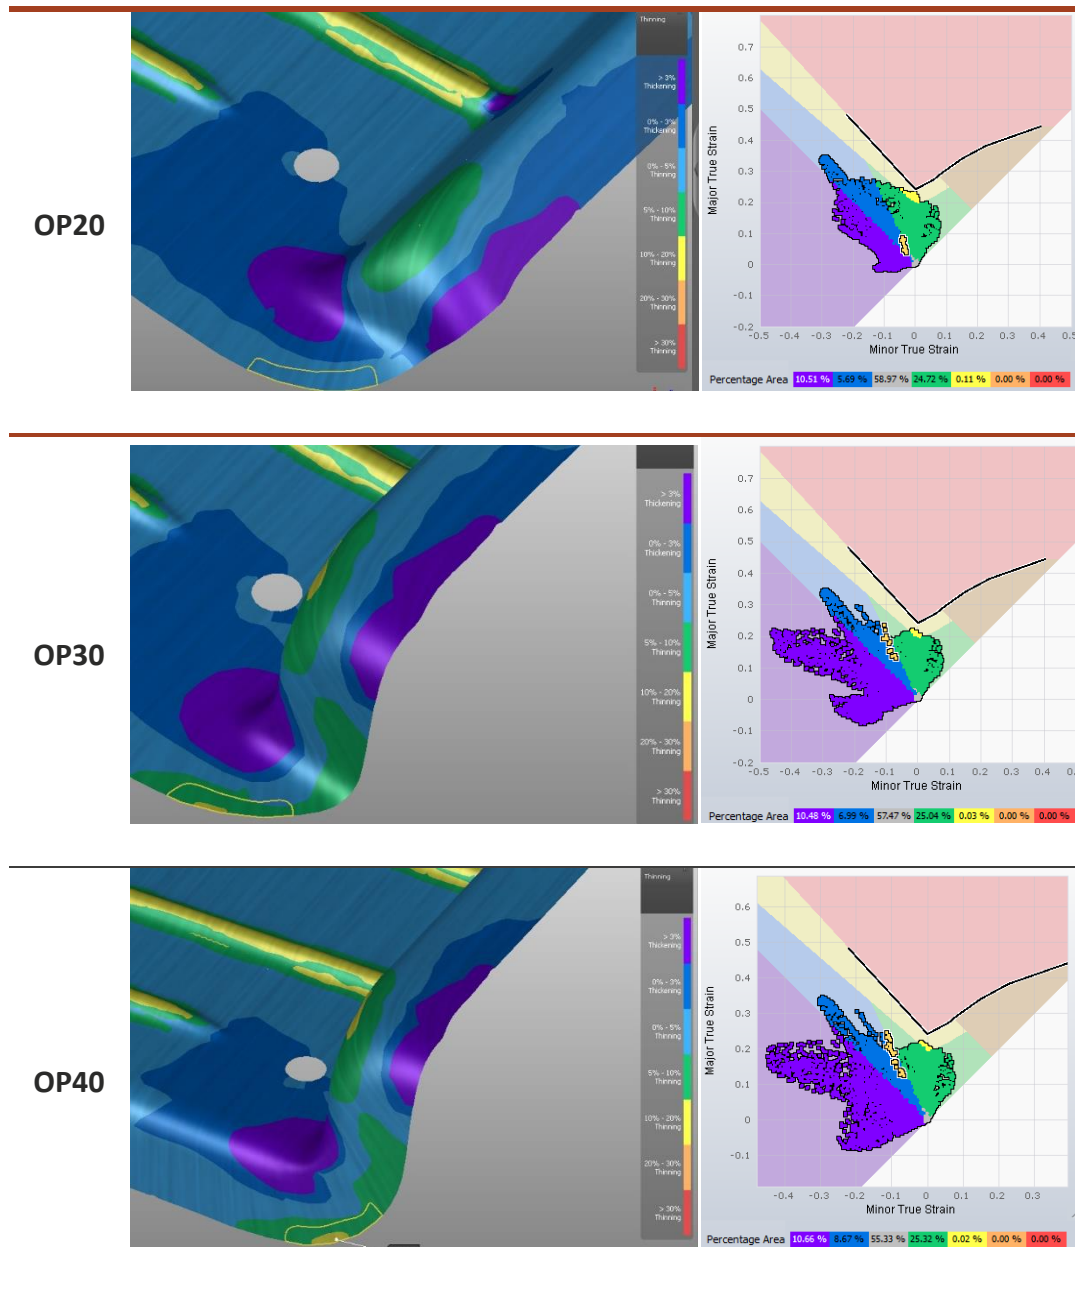 OP20
Thinning
> 3%
Thickening
0% - 3%
Thickening
0% - 5%
Thinning
5% - 10%
Thinning
10% - 20%
Thinning
20% - 30%
Thinning
> 30%
Thinning
Major True Strain
0.7
0.6
0.5
0.4
0.3
0.2
0.1
0
-0.1
-0.2
-0.5 -0.4 -0.3 -0.2 -0.1 0 0.1 0.2 0.3 0.4 0.5
Minor True Strain
Percentage Area 10.51 % 5.69 % 58.97 % 24.72 % 0.11 % 0.00 % 0.00 %
OP30
> 3%
Thickening
0% - 3%
Thickening
0% - 5%
Thinning
5% - 10%
Thinning
10% - 20%
Thinning
20% - 30%
Thinning
> 30%
Thinning
Major True Strain
0.7
0.6
0.5
0.4
0.3
0.2
0.1
0
-0.1
-0.2
-0.5 -0.4 -0.3 -0.2 -0.1 0 0.1 0.2 0.3 0.4
Minor True Strain
Percentage Area 10.48 % 6.99 % 57.47 % 25.04 % 0.03 % 0.00 % 0.00 %
OP40
Thinning
> 3%
Thickening
0% - 3%
Thickening
0% - 5%
Thinning
5% - 10%
Thinning
10% - 20%
Thinning
20% - 30%
Thinning
> 30%
Thinning
Major True Strain
0.6
0.5
0.4
0.3
0.2
0.1
0
-0.1
-0.4 -0.3 -0.2 -0.1 0 0.1 0.2 0.3
Minor True Strain
Percentage Area 10.66 % 8.67 % 55.33 % 25.32 % 0.02 % 0.00 % 0.00 %